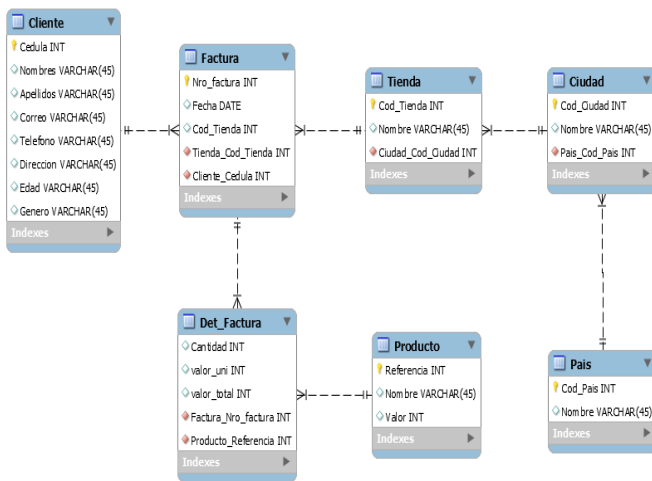 Cliente
Cedula INT
Nombres VARCHAR(45)
Apellidos VARCHAR(45)
Correo VARCHAR(45)
Telefono VARCHAR(45)
Direccion VARCHAR(45)
Edad VARCHAR(45)
Genero VARCHAR(45)
Indexes
Factura
Nro_factura INT
Fecha DATE
Cod_Tienda INT
Tienda_Cod_Tienda INT
Cliente_Cedula INT
Indexes
Tienda
Cod_Tienda INT
Nombre VARCHAR(45)
Ciudad_Cod_Ciudad INT
Indexes
Ciudad
Cod_Ciudad INT
Nombre VARCHAR(45)
Pais_Cod_Pais INT
Indexes
Det_Factura
Cantidad INT
valor_uni INT
valor_total INT
Factura_Nro_factura INT
Producto_Referencia INT
Indexes
Producto
Referencia INT
Nombre VARCHAR(45)
Valor INT
Indexes
Pais
Cod_Pais INT
Nombre VARCHAR(45)
Indexes